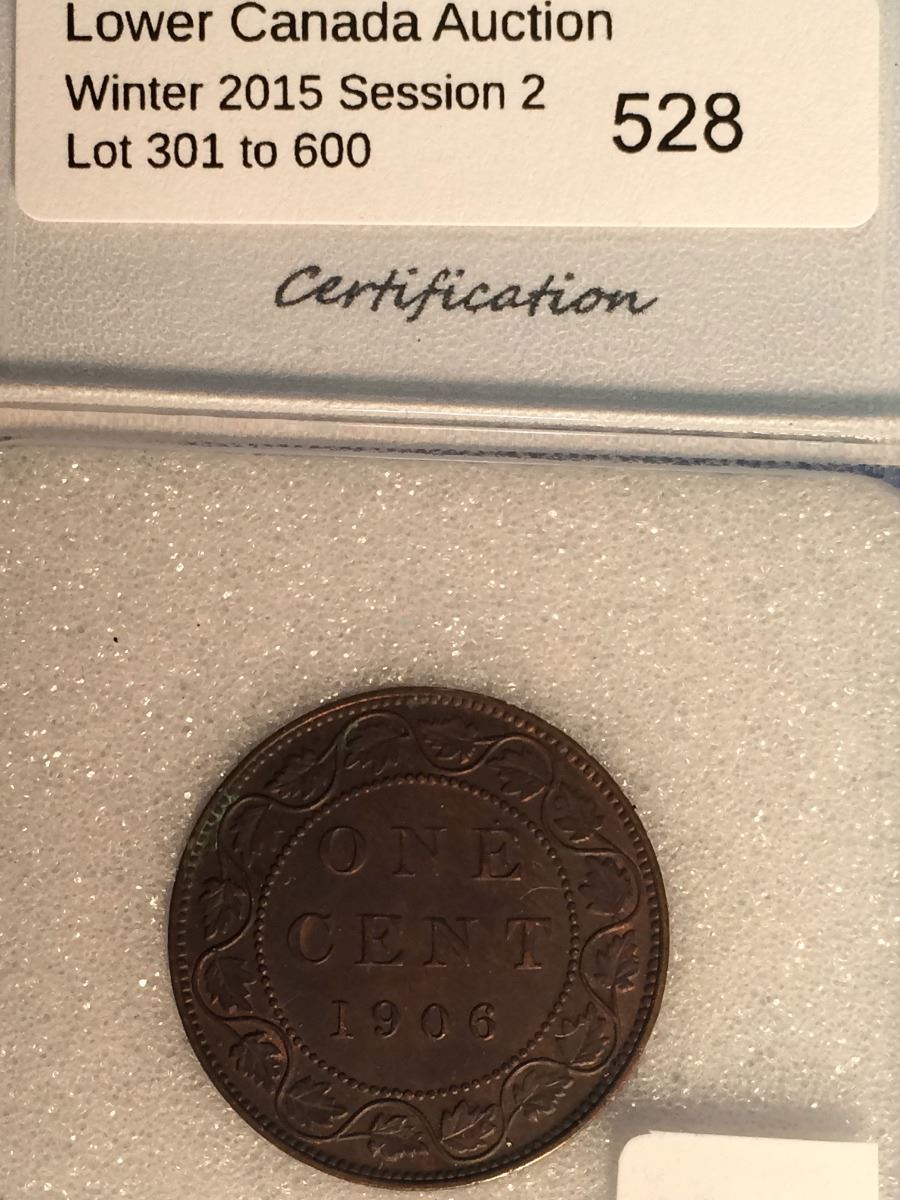 Lower Canada Auction
Winter 2015 Session 2
Lot 301 to 600
528
Certification
ONE
CENT
1906